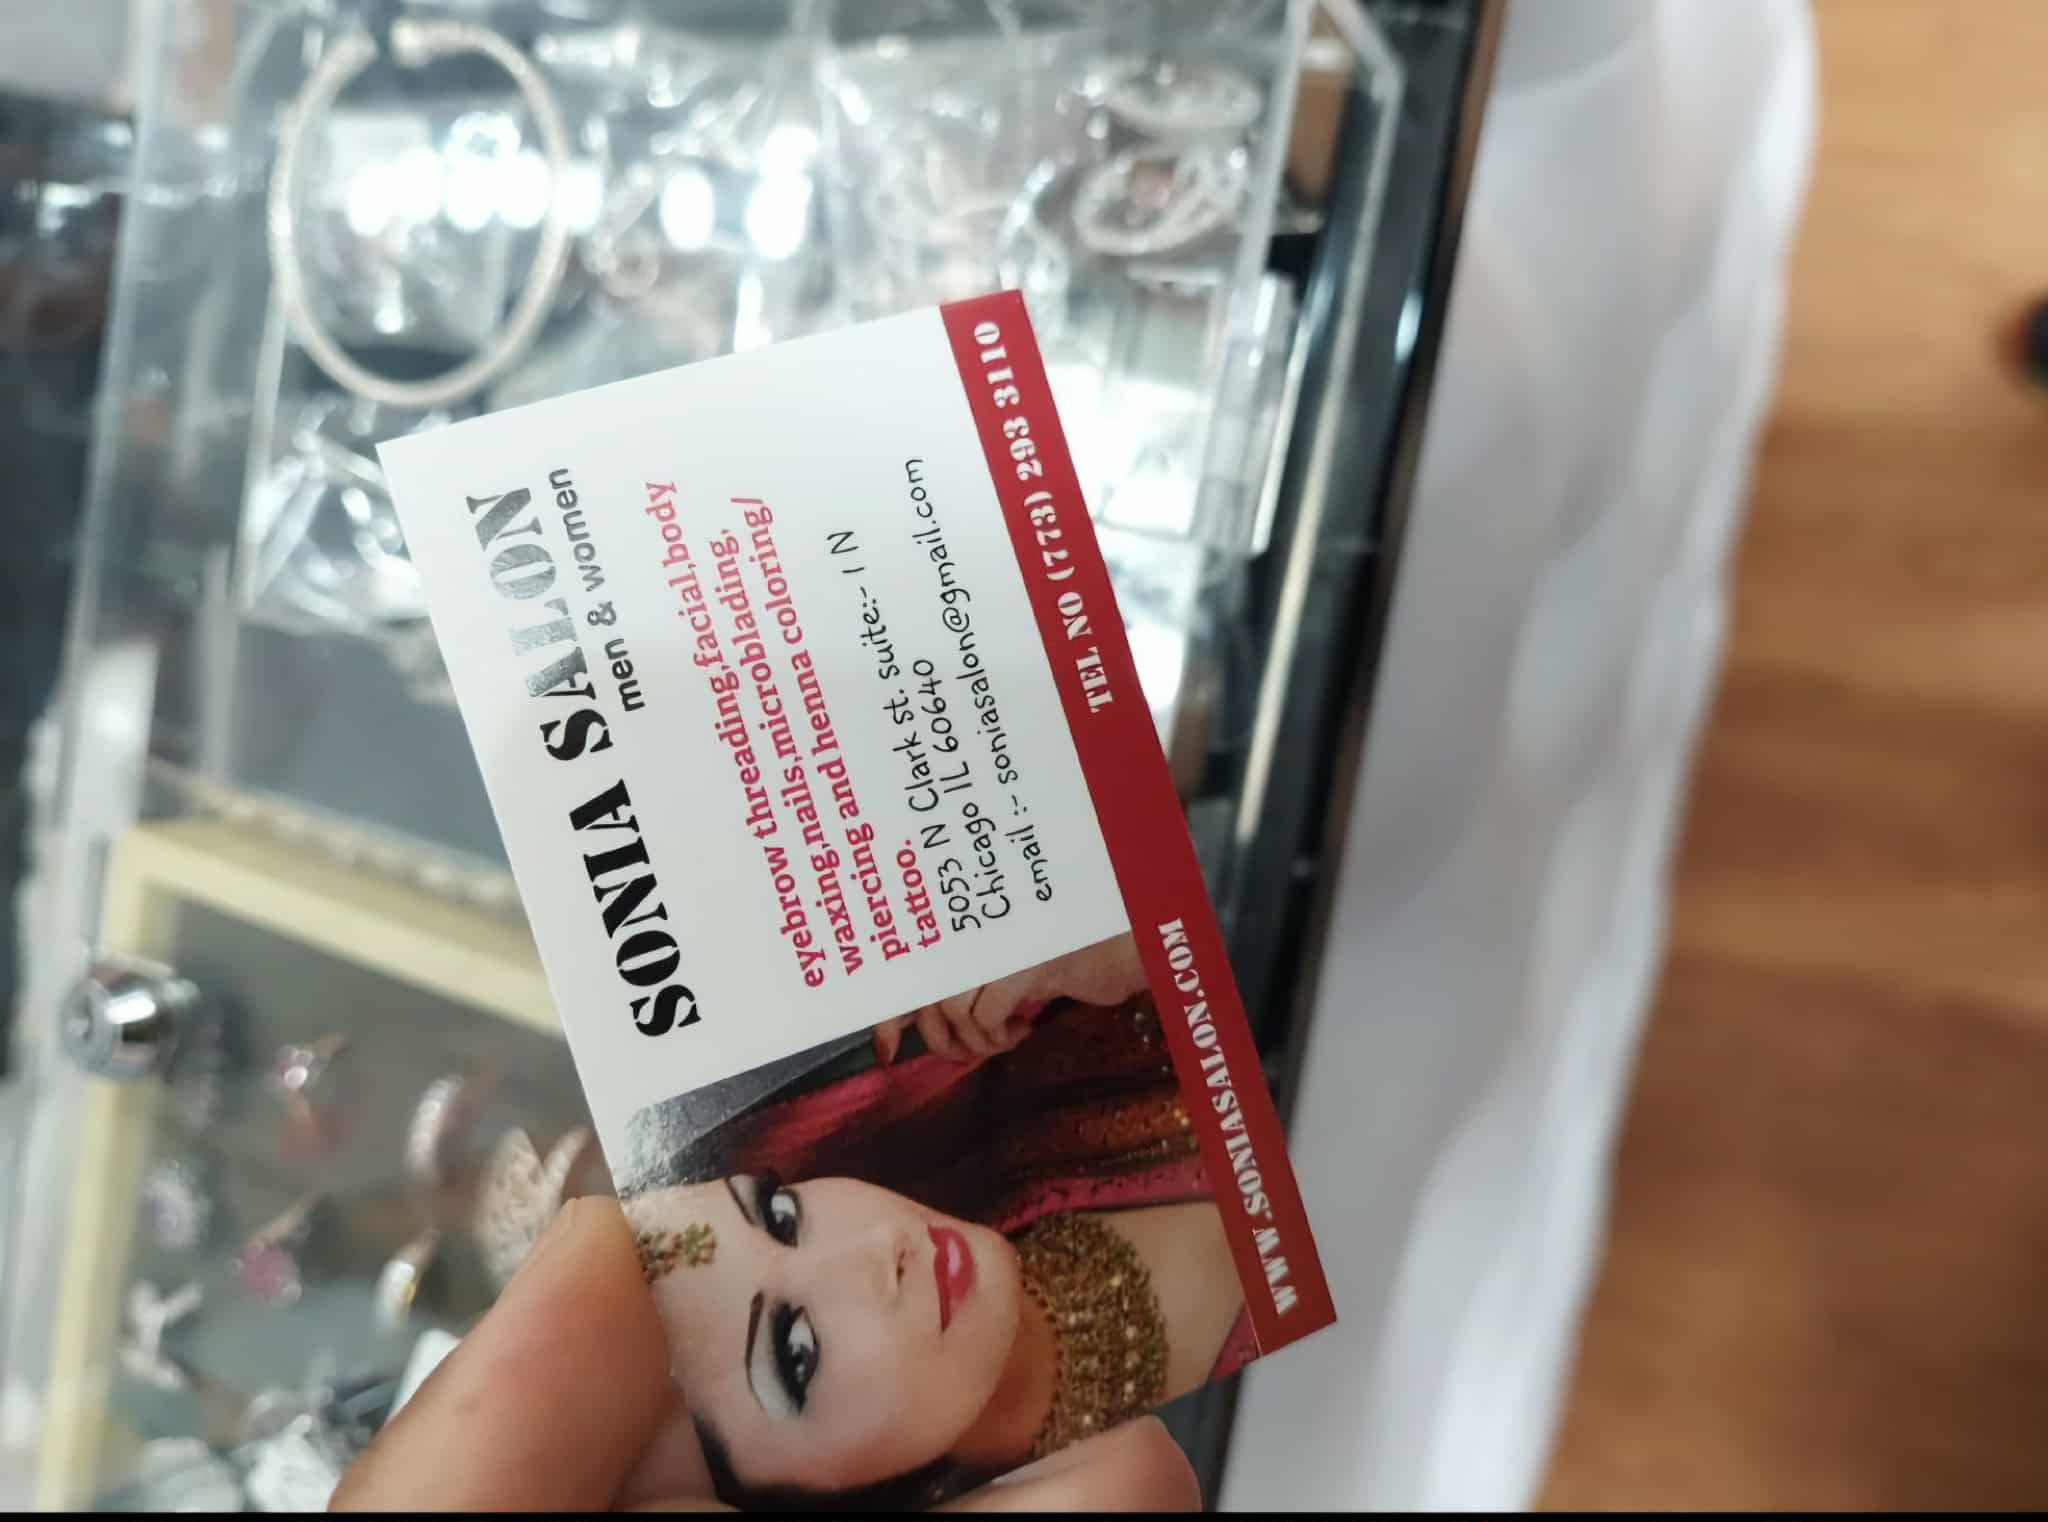 SONIA SALON
men & women
eyebrow threading,facial,body
waxing,nails,microblading,
piercing and henna coloring/
tattoo.
5053 N Clark st. suite:- 1 N
Chicago IL 60640
email :- soniasalon@gmail.com
WWW.SONIASALON.COM TEL NO (773) 293 3110